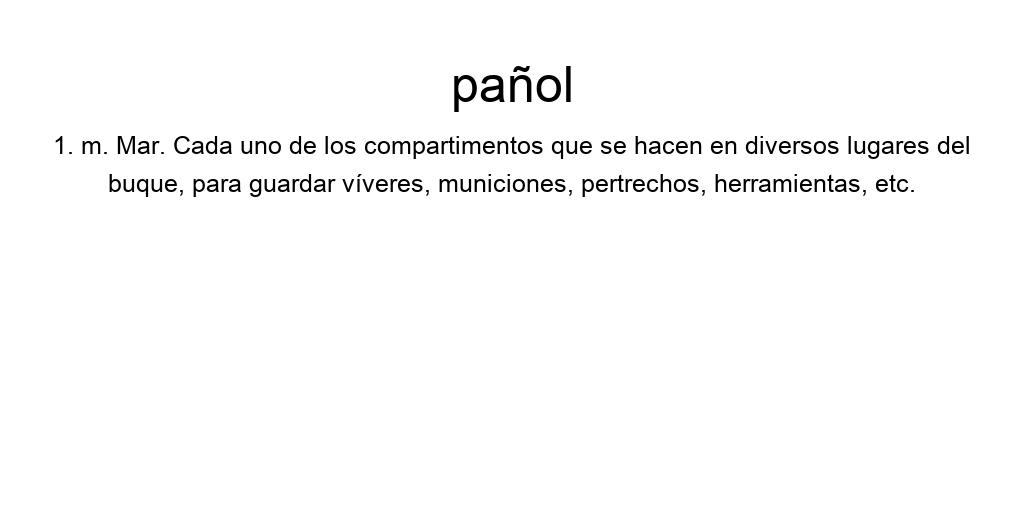 pañol
1. m. Mar. Cada uno de los compartimentos que se hacen en diversos lugares del
buque, para guardar víveres, municiones, pertrechos, herramientas, etc.